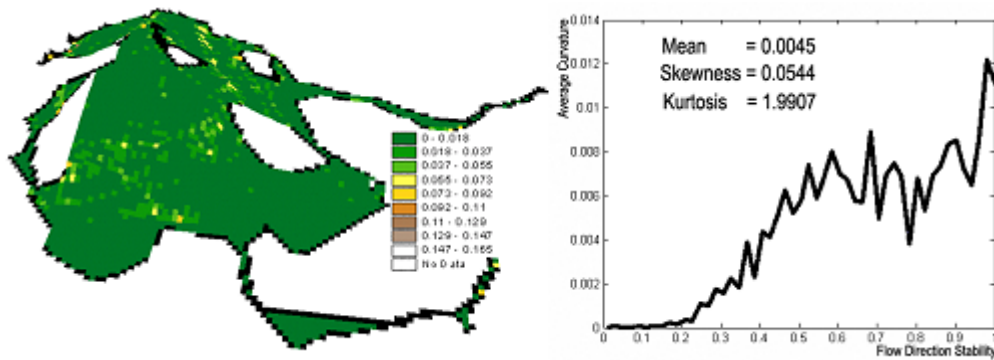 0 - 0.018
0.018 - 0.037
0.037 - 0.055
0.055 - 0.073
0.073 - 0.092
0.092 - 0.11
0.11 - 0.129
0.129 - 0.147
0.147 - 0.165
No Data
0.014
0.012
0.01
0.008
0.006
0.004
0.002
0
Average Curvature
Mean = 0.0045
Skewness = 0.0544
Kurtosis = 1.9907
0 0.1 0.2 0.3 0.4 0.5 0.6 0.7 0.8 0.9
Flow Direction Stability